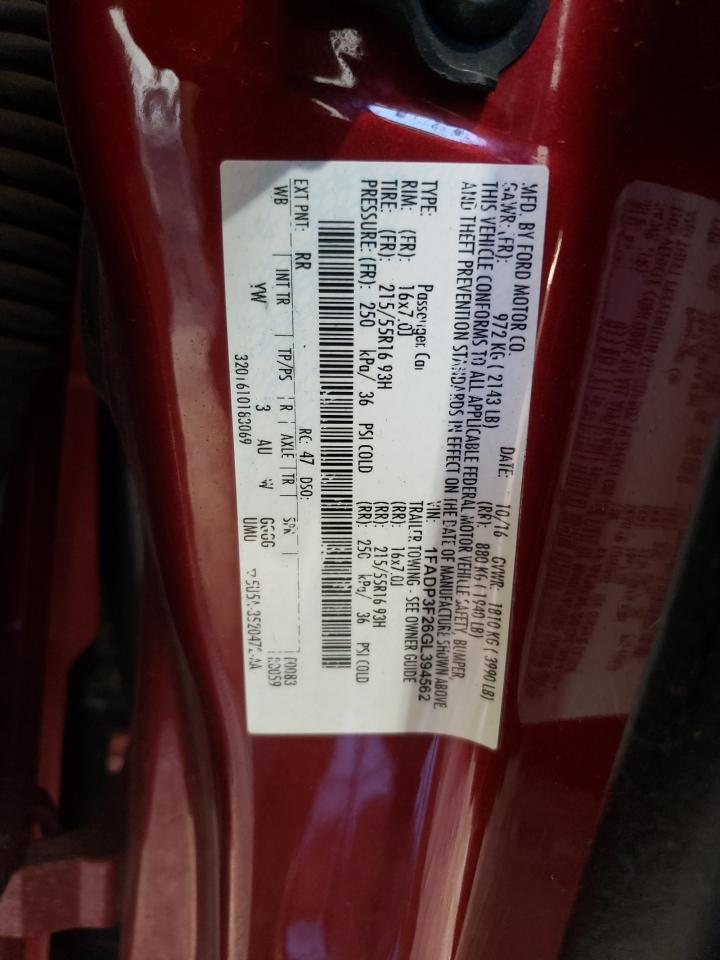 MFD. BY FORD MOTOR CO.
DATE: 10/16 GVWR: 1810 KG ( 3990 LB)
GAWR: (FR): 972 KG ( 2143 LB) (RR): 880 KG ( 1940 LB)
THIS VEHICLE CONFORMS TO ALL APPLICABLE FEDERAL MOTOR VEHICLE SAFETY, BUMPER,
AND THEFT PREVENTION STANDARDS IN EFFECT ON THE DATE OF MANUFACTURE SHOWN ABOVE
VIN: 1FADP3F26GL394562
TYPE: Passenger Car TRAILER TOWING - SEE OWNER GUIDE
RIM: (FR): 16x7.0J (RR): 16x7.0J
TIRE: (FR): 215/55R16 93H (RR): 215/55R16 93H
PRESSURE: (FR): 250 kPa/ 36 PSI COLD (RR): 250 kPa/ 36 PSI COLD
EXT PNT: RR RC: 47 DSO: F0083
WB INT TR TP/PS R AXLE TR SPR
YW 3 AU W GGGG
UMU
3201610183069